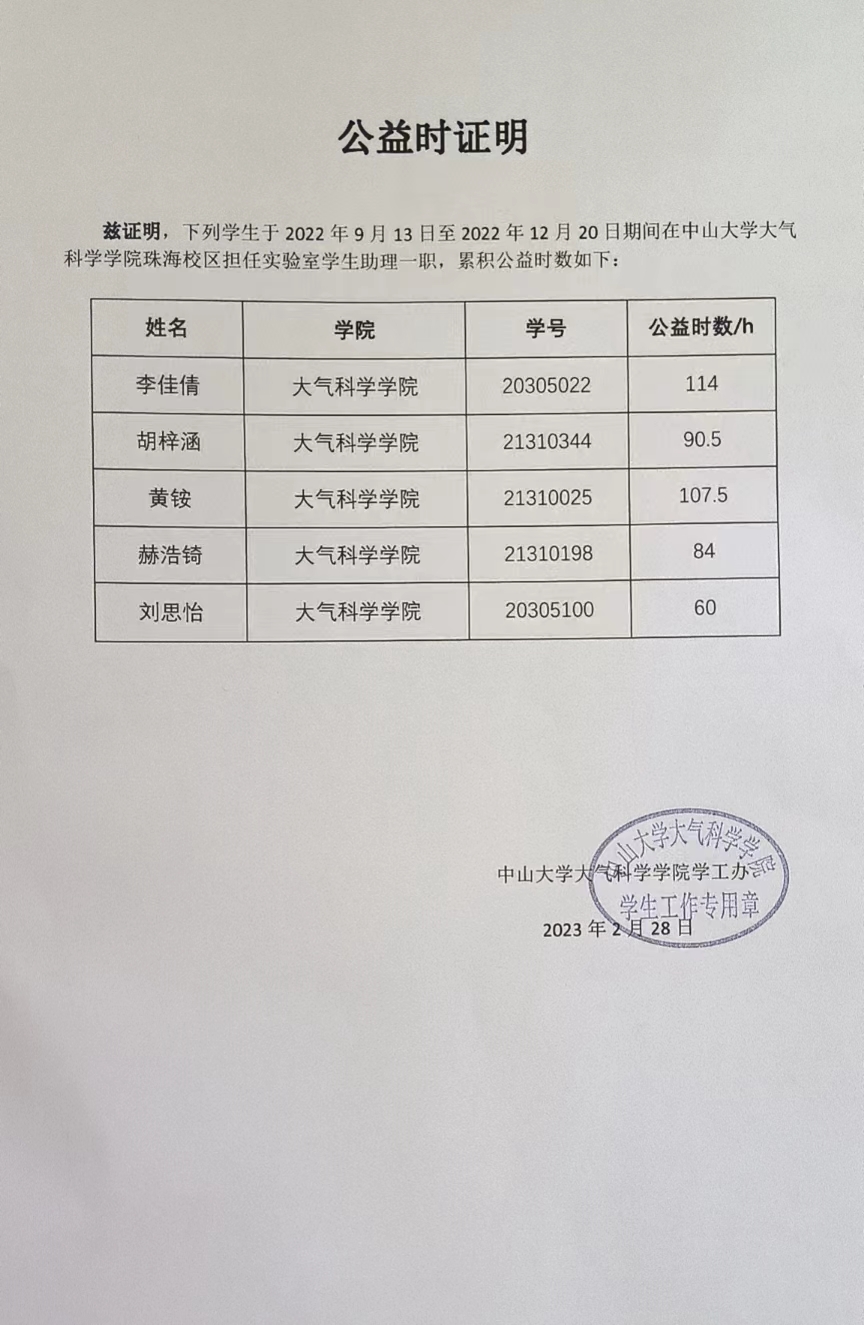 公益时证明
兹证明，下列学生于 2022 年 9 月 13 日至 2022 年 12 月 20 日期间在中山大学大气
科学学院珠海校区担任实验室学生助理一职，累积公益时数如下：
姓名 学院 学号 公益时数/h
李佳倩 大气科学学院 20305022 114
胡梓涵 大气科学学院 21310344 90.5
黄铵 大气科学学院 21310025 107.5
赫浩锜 大气科学学院 21310198 84
刘思怡 大气科学学院 20305100 60
中山大学大气科学学院
中山大学大气科学学院学工办
学生工作专用章
2023 年 2 月 28 日